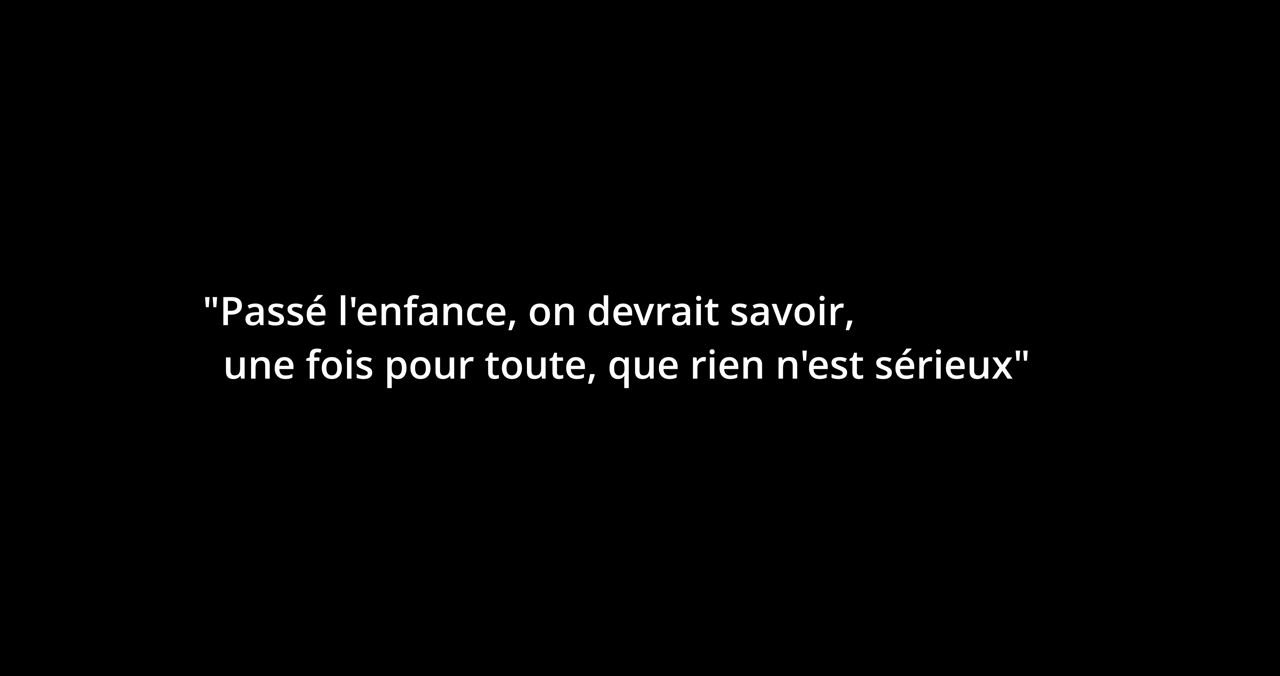 "Passé l'enfance, on devrait savoir,
une fois pour toute, que rien n'est sérieux"